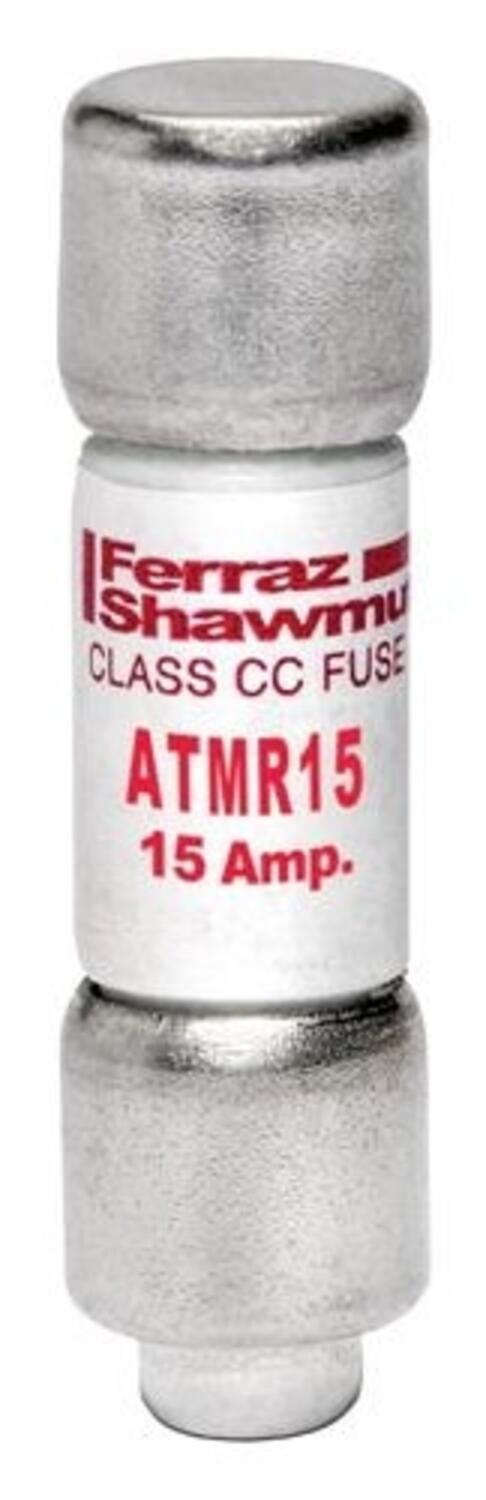 Ferraz
Shawmu
CLASS CC FUSE
ATMR15
15 Amp.